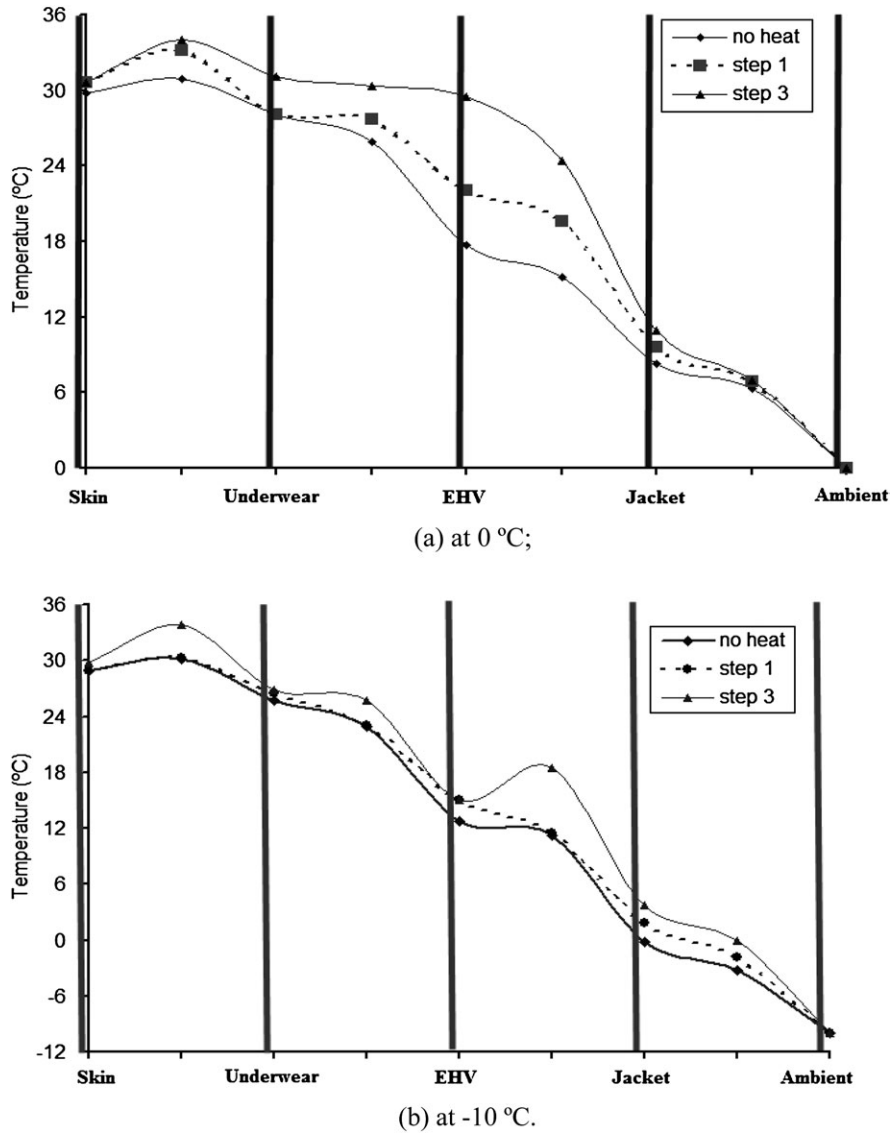 36
30
24
18
12
6
0
Temperature (ºC)
no heat
step 1
step 3
Skin Underwear EHV Jacket Ambient
(a) at 0 ºC;
36
30
24
18
12
6
0
-6
-12
Temperature (ºC)
no heat
step 1
step 3
Skin Underwear EHV Jacket Ambient
(b) at -10 ºC.